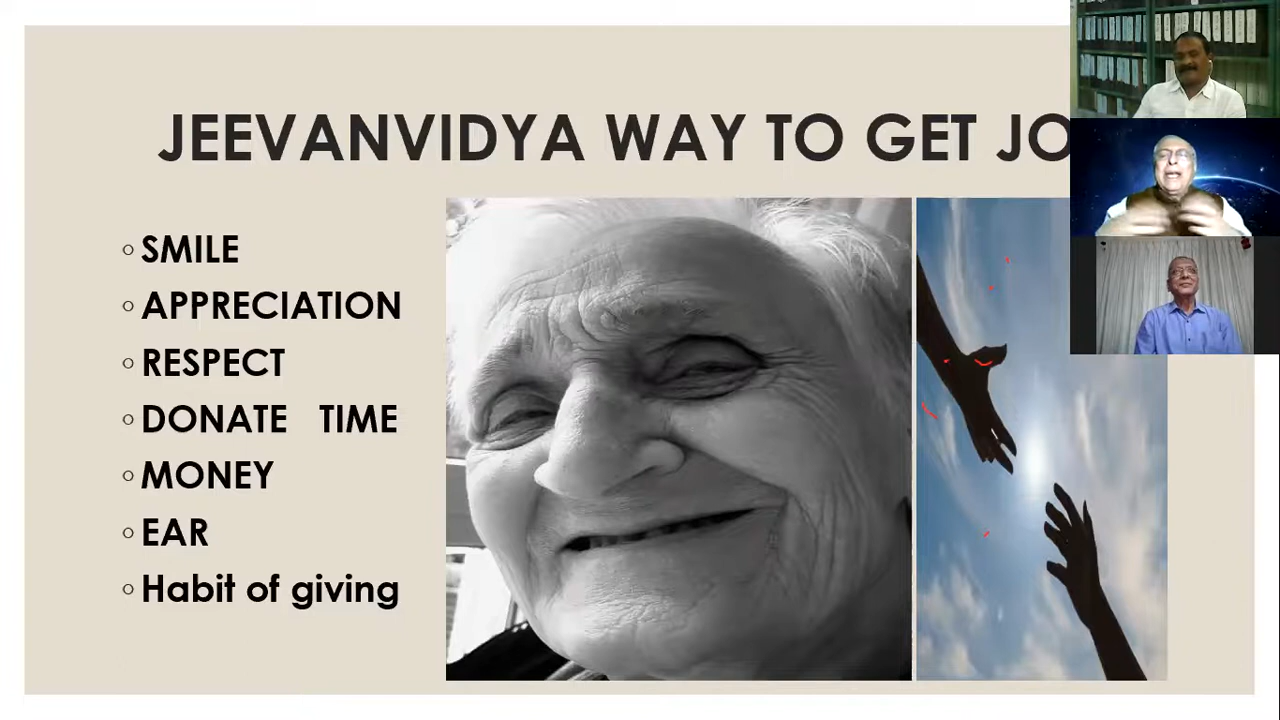 JEEVANVIDYA WAY TO GET JO
SMILE
APPRECIATION
RESPECT
DONATE TIME
MONEY
EAR
Habit of giving